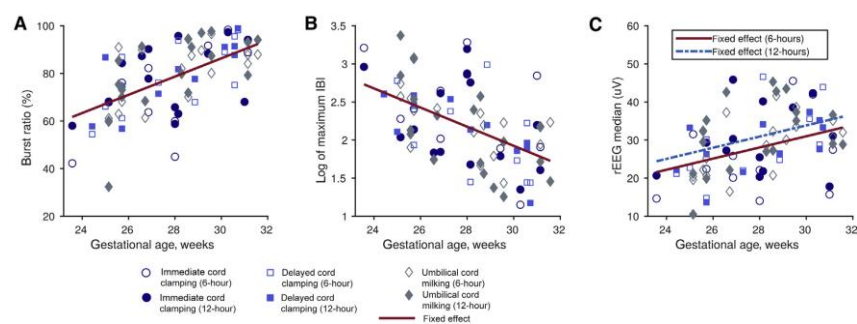 A
Burst ratio (%)
100
80
60
40
20
24 26 28 30 32
Gestational age, weeks
B
Log of maximum IBI
3.5
3
2.5
2
1.5
1
24 26 28 30 32
Gestational age, weeks
C
Fixed effect (6-hours)
Fixed effect (12-hours)
rEEG median (uV)
60
50
40
30
20
10
24 26 28 30 32
Gestational age, weeks
Immediate cord
clamping (6-hour)
Delayed cord
clamping (6-hour)
Umbilical cord
milking (6-hour)
Immediate cord
clamping (12-hour)
Delayed cord
clamping (12-hour)
Umbilical cord
milking (12-hour)
Fixed effect